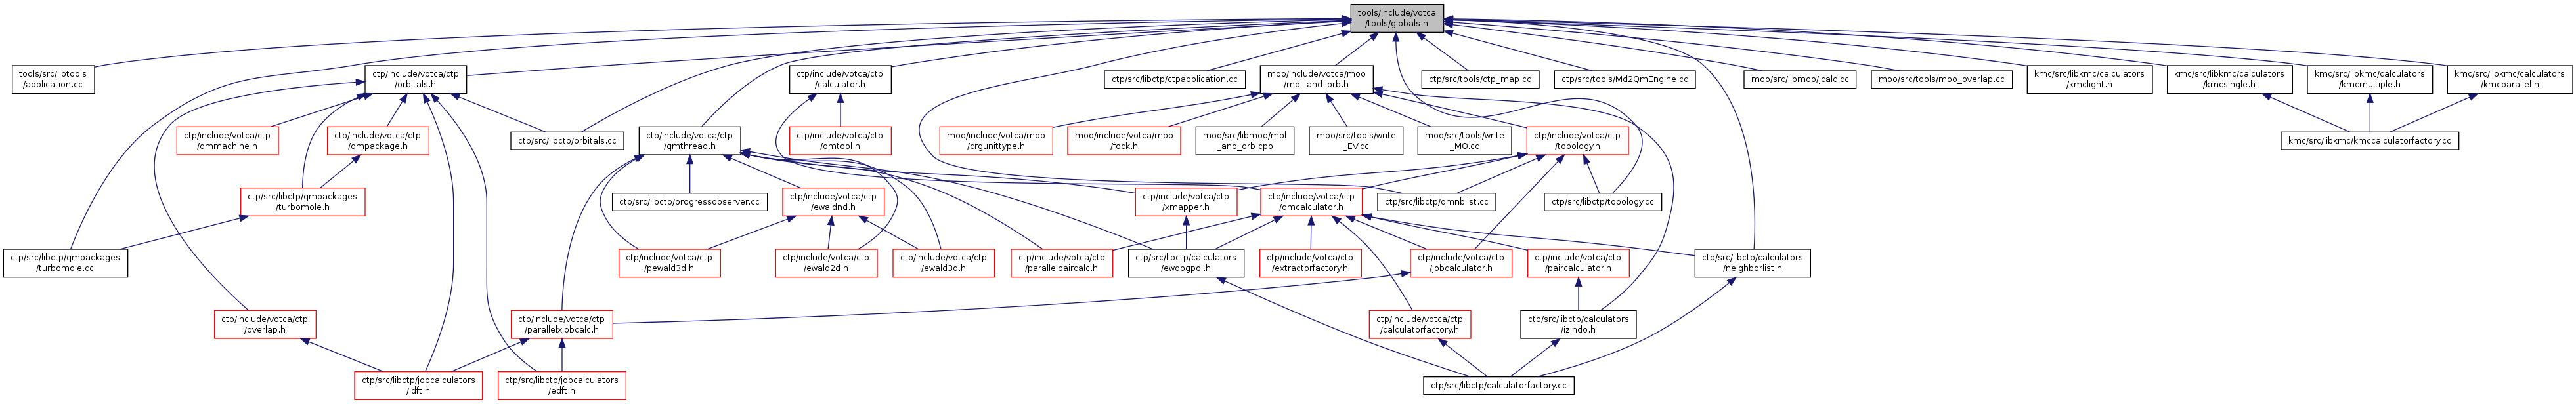 tools/include/votca
/tools/globals.h
tools/src/libtools
/application.cc
ctp/include/votca/ctp
/orbitals.h
ctp/include/votca/ctp
/calculator.h
ctp/src/libctp/ctpapplication.cc
moo/include/votca/moo
/mol_and_orb.h
ctp/src/tools/ctp_map.cc
ctp/src/tools/Md2QmEngine.cc
moo/src/libmoo/jcalc.cc
moo/src/tools/moo_overlap.cc
kmc/src/libkmc/calculators
/kmclight.h
kmc/src/libkmc/calculators
/kmcsingle.h
kmc/src/libkmc/calculators
/kmcmultiple.h
kmc/src/libkmc/calculators
/kmcparallel.h
ctp/include/votca/ctp
/qmmachine.h
ctp/include/votca/ctp
/qmpackage.h
ctp/src/libctp/orbitals.cc
ctp/include/votca/ctp
/qmthread.h
ctp/include/votca/ctp
/qmtool.h
moo/include/votca/moo
/crgunittype.h
moo/include/votca/moo
/fock.h
moo/src/libmoo/mol
_and_orb.cpp
moo/src/tools/write
_EV.cc
moo/src/tools/write
_MO.cc
ctp/include/votca/ctp
/topology.h
kmc/src/libkmc/kmccalculatorfactory.cc
ctp/src/libctp/qmpackages
/turbomole.h
ctp/src/libctp/progressobserver.cc
ctp/include/votca/ctp
/ewaldnd.h
ctp/include/votca/ctp
/xmapper.h
ctp/include/votca/ctp
/qmcalculator.h
ctp/src/libctp/qmnblist.cc
ctp/src/libctp/topology.cc
ctp/src/libctp/qmpackages
/turbomole.cc
ctp/include/votca/ctp
/pewald3d.h
ctp/include/votca/ctp
/ewald2d.h
ctp/include/votca/ctp
/ewald3d.h
ctp/include/votca/ctp
/parallelpaircalc.h
ctp/src/libctp/calculators
/ewdbgpol.h
ctp/include/votca/ctp
/extractorfactory.h
ctp/include/votca/ctp
/jobcalculator.h
ctp/include/votca/ctp
/paircalculator.h
ctp/src/libctp/calculators
/neighborlist.h
ctp/include/votca/ctp
/overlap.h
ctp/include/votca/ctp
/parallelxjobcalc.h
ctp/include/votca/ctp
/calculatorfactory.h
ctp/src/libctp/calculators
/izindo.h
ctp/src/libctp/jobcalculators
/idft.h
ctp/src/libctp/jobcalculators
/edft.h
ctp/src/libctp/calculatorfactory.cc